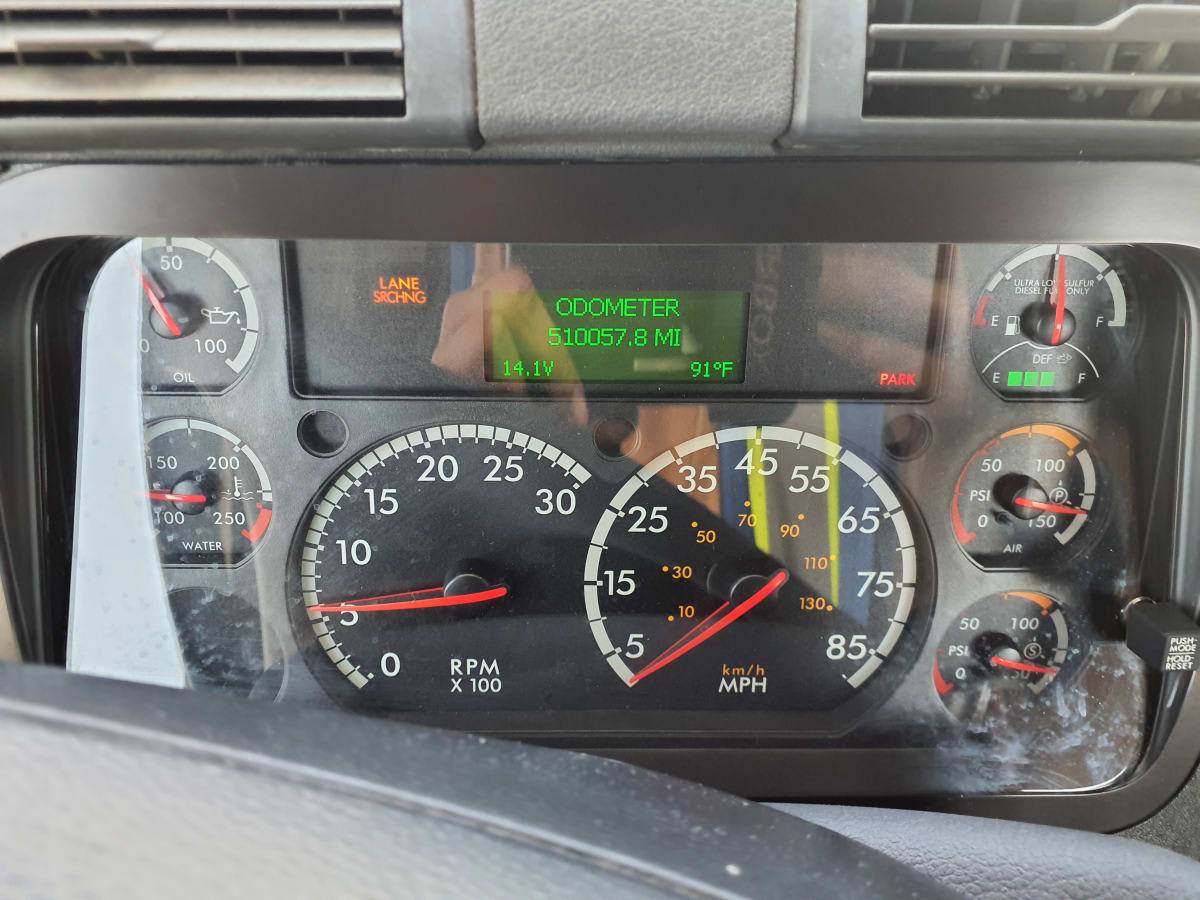 50
0
100
OIL
LANE
SRCHNG
ODOMETER
510057.8 MI
14.1V
91°F
PARK
ULTRA LOW SULFUR
DIESEL FUEL ONLY
E
F
DEF
E
F
150
200
100
250
WATER
0
5
10
15
20
25
30
RPM
X 100
5
15
25
35
45
55
65
75
85
10
30
50
70
90
110
130
km/h
MPH
50
100
PSI
P
0
150
AIR
50
100
PSI
S
0
PUSH-
MODE
HOLD-
RESET